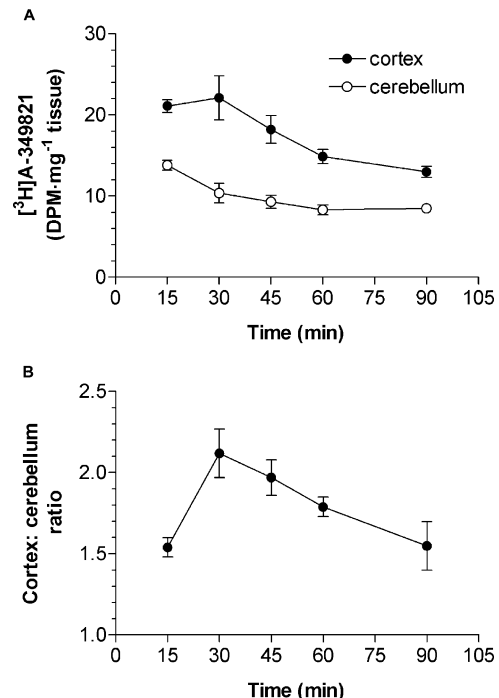 A
[³H]A-349821
(DPM·mg⁻¹ tissue)
30
20
10
0
cortex
cerebellum
0 15 30 45 60 75 90 105
Time (min)
B
Cortex: cerebellum
ratio
2.5
2.0
1.5
1.0
0 15 30 45 60 75 90 105
Time (min)